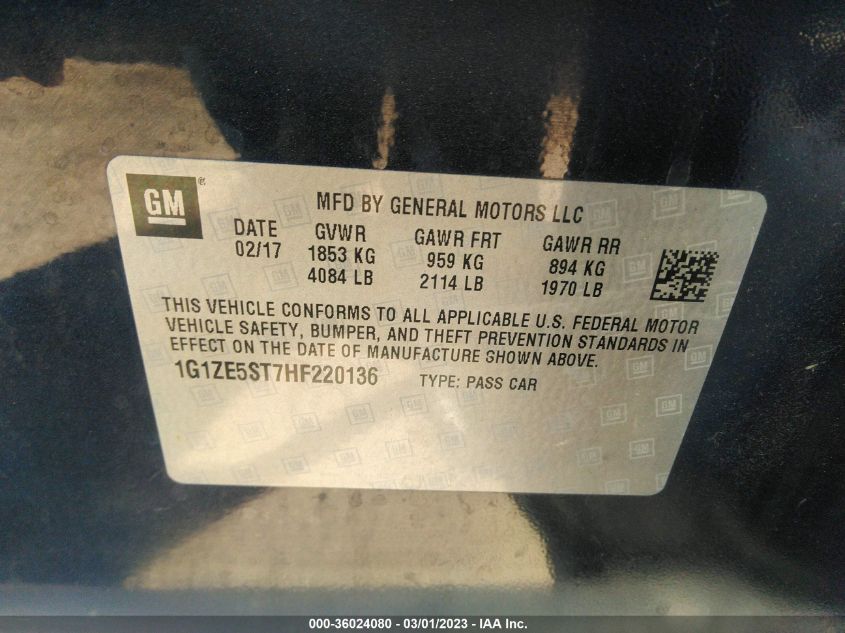 GM®
MFD BY GENERAL MOTORS LLC
DATE GVWR GAWR FRT GAWR RR
02/17 1853 KG 959 KG 894 KG
4084 LB 2114 LB 1970 LB
THIS VEHICLE CONFORMS TO ALL APPLICABLE U.S. FEDERAL MOTOR
VEHICLE SAFETY, BUMPER, AND THEFT PREVENTION STANDARDS IN
EFFECT ON THE DATE OF MANUFACTURE SHOWN ABOVE.
1G1ZE5ST7HF220136 TYPE: PASS CAR
000-36024080 - 03/01/2023 - IAA Inc.